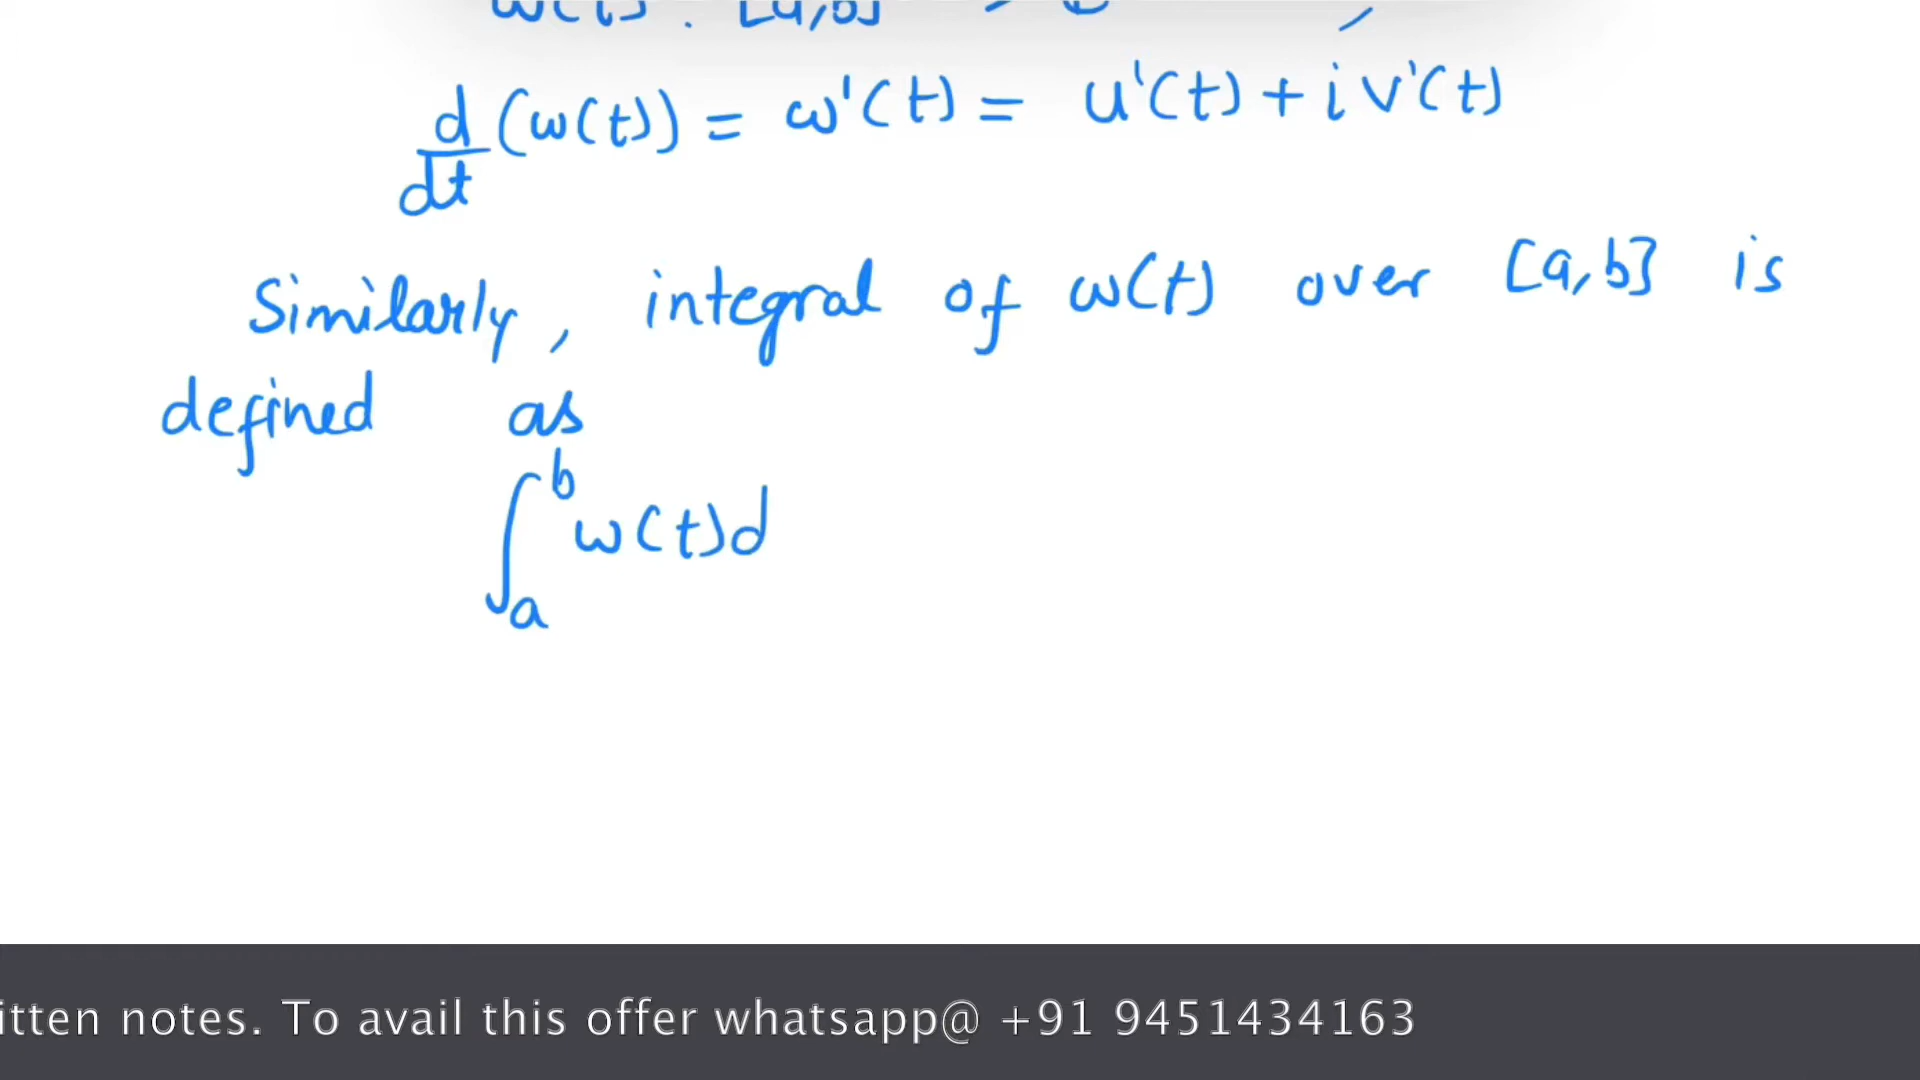 w(t) : [a,b]
d/dt (w(t)) = w'(t) = u'(t) + i v'(t)
Similarly, integral of w(t) over [a,b] is
defined as
∫_a^b w(t)d
itten notes. To avail this offer whatsapp@ +91 9451434163